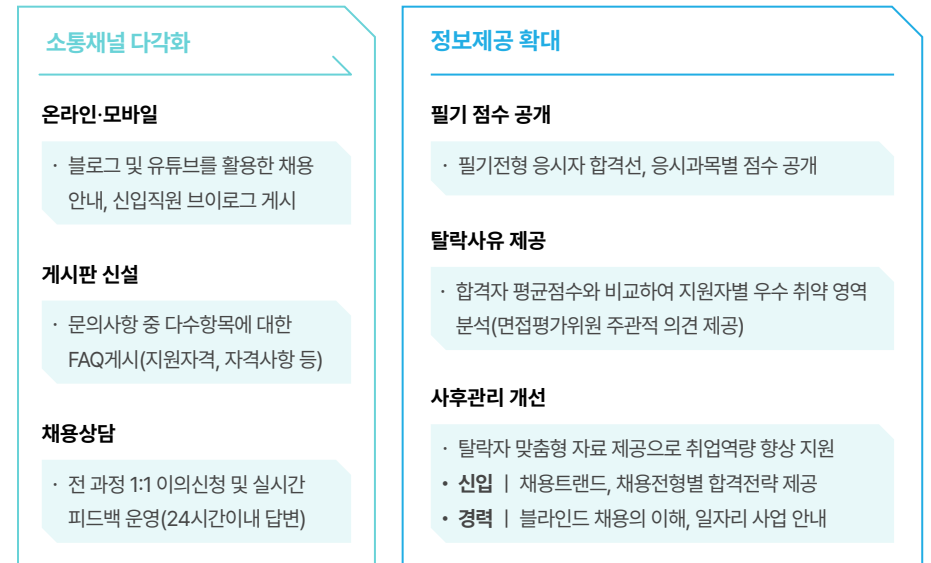 소통채널 다각화
온라인·모바일
· 블로그 및 유튜브를 활용한 채용
안내, 신입직원 브이로그 게시
게시판 신설
· 문의사항 중 다수항목에 대한
FAQ게시(지원자격, 자격사항 등)
채용상담
· 전 과정 1:1 이의신청 및 실시간
피드백 운영(24시간이내 답변)
정보제공 확대
필기 점수 공개
· 필기전형 응시자 합격선, 응시과목별 점수 공개
탈락사유 제공
· 합격자 평균점수와 비교하여 지원자별 우수 취약 영역
분석(면접평가위원 주관적 의견 제공)
사후관리 개선
· 탈락자 맞춤형 자료 제공으로 취업역량 향상 지원
• 신입 | 채용트랜드, 채용전형별 합격전략 제공
• 경력 | 블라인드 채용의 이해, 일자리 사업 안내